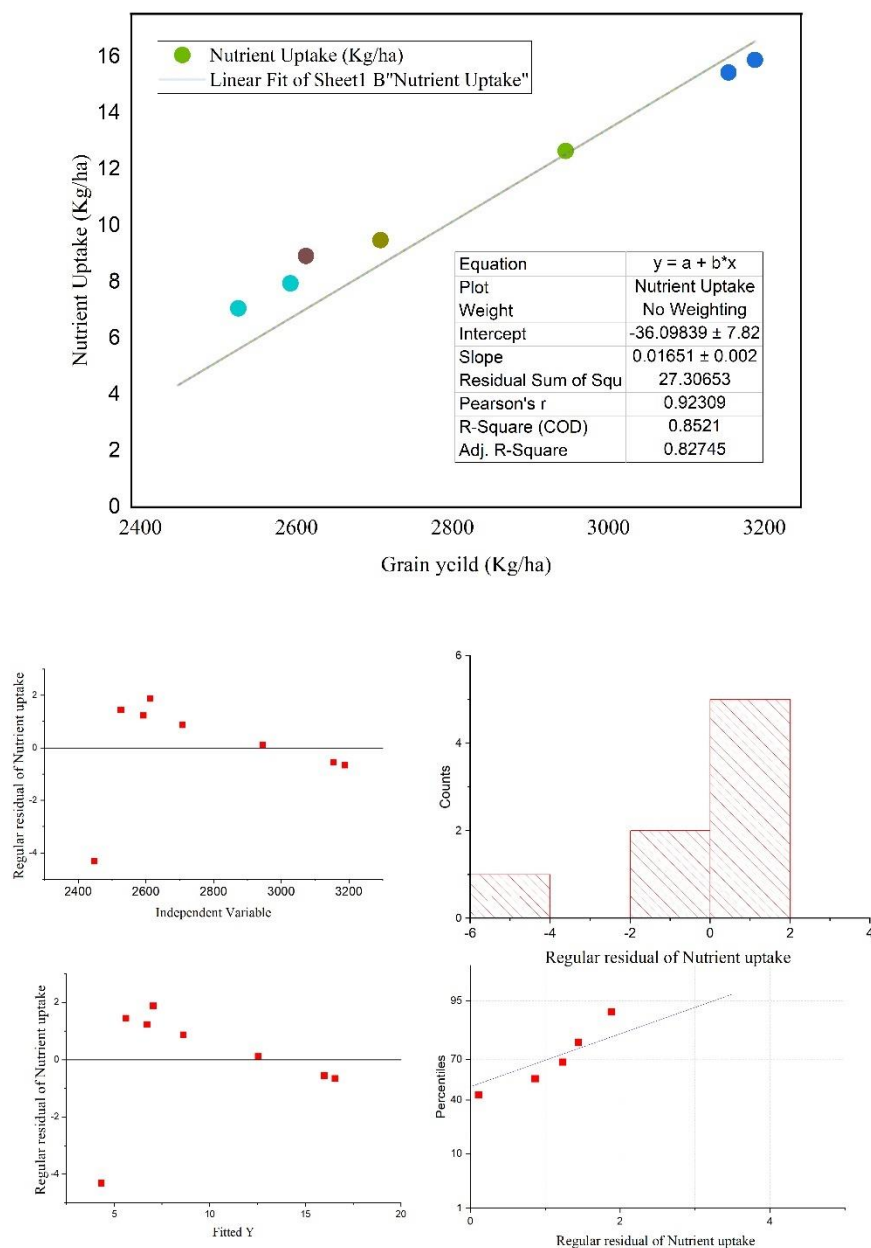 16
14
12
10
8
6
4
2
0
Nutrient Uptake (Kg/ha)
Nutrient Uptake (Kg/ha)
Linear Fit of Sheet1 B"Nutrient Uptake"
Equation y = a + b*x
Plot Nutrient Uptake
Weight No Weighting
Intercept -36.09839 ± 7.82
Slope 0.01651 ± 0.002
Residual Sum of Squ 27.30653
Pearson's r 0.92309
R-Square (COD) 0.8521
Adj. R-Square 0.82745
2400 2600 2800 3000 3200
Grain ycild (Kg/ha)
Regular residual of Nutrient uptake
2
0
-2
-4
2400 2600 2800 3000 3200
Independent Variable
Counts
6
4
2
0
-6 -4 -2 0 2 4
Regular residual of Nutrient uptake
Regular residual of Nutrient uptake
2
0
-2
-4
5 10 15 20
Fitted Y
Percentiles
95
70
40
10
1
0 2 4
Regular residual of Nutrient uptake